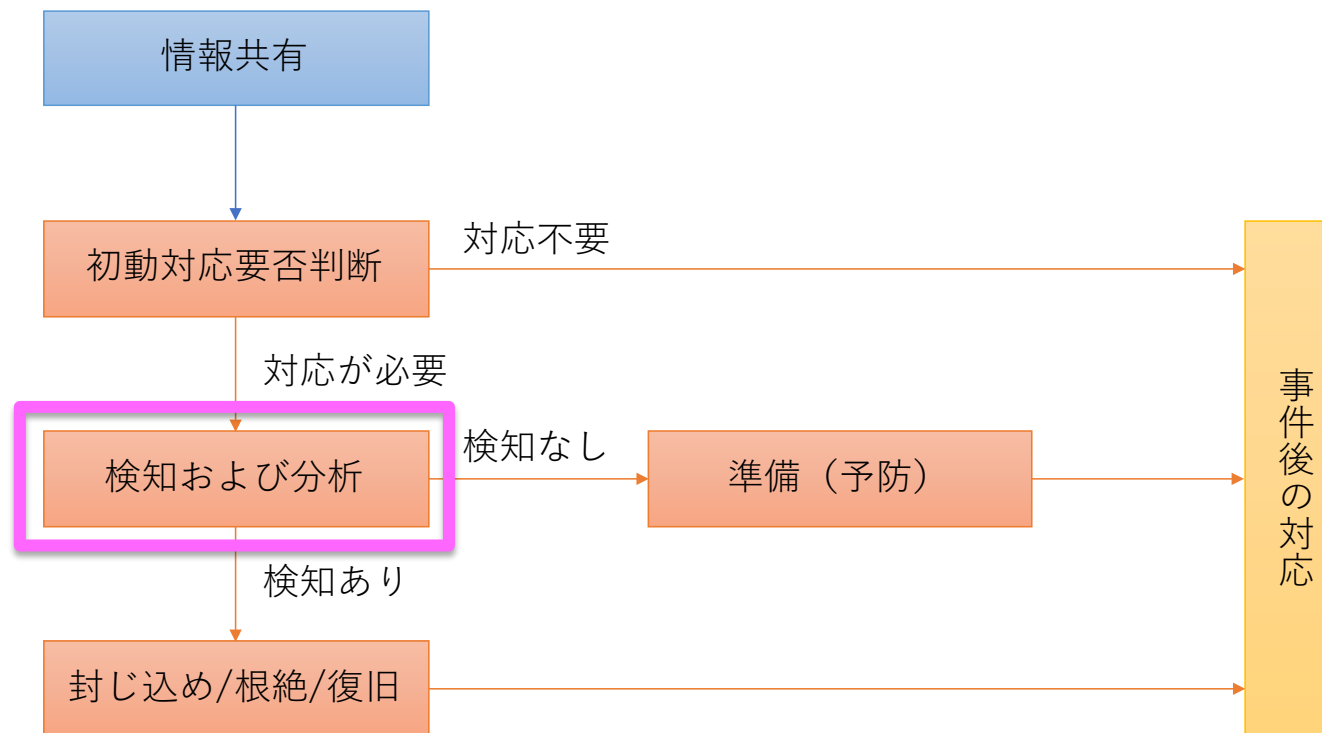 情報共有
初動対応要否判断
対応不要
対応が必要
検知および分析
検知なし
準備（予防）
検知あり
封じ込め/根絶/復旧
事件後の対応